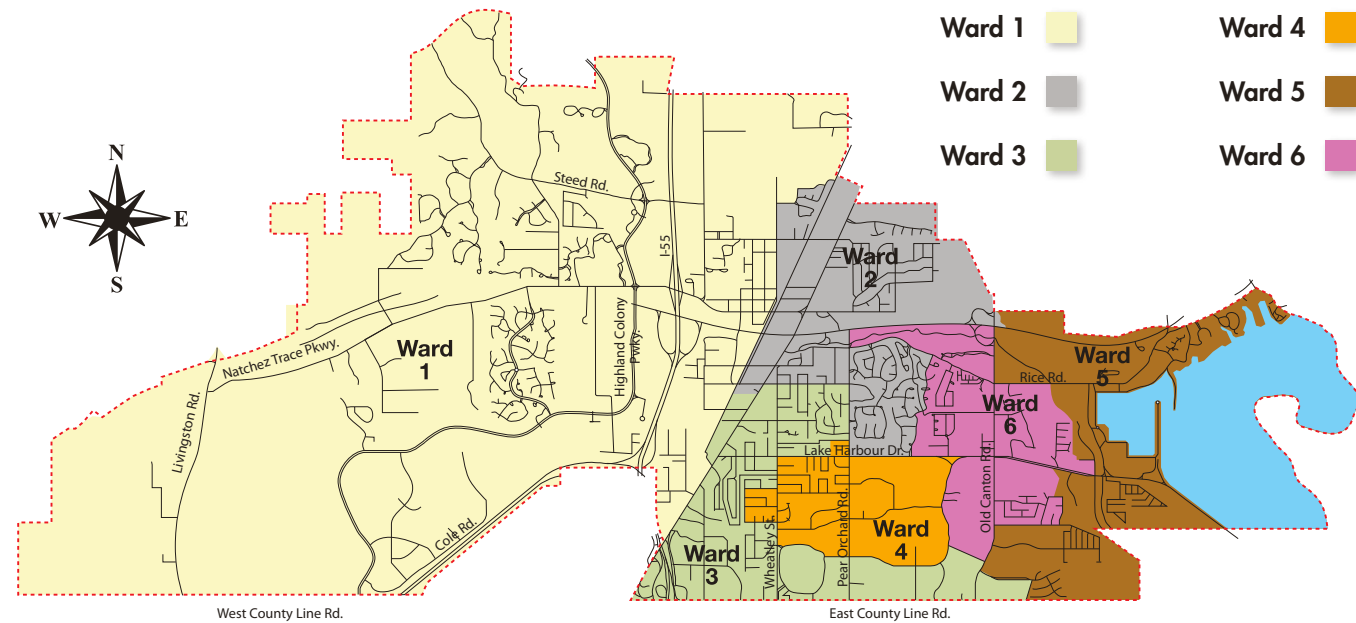 Ward 1
Ward 4
Ward 2
Ward 5
Ward 3
Ward 6
N
W
E
S
Steed Rd.
I-55
Ward
2
Natchez Trace Pkwy.
Ward
1
Highland Colony
Pwky.
Ward
5
Rice Rd.
Ward
6
Livingston Rd.
Lake Harbour Dr.
Old Canton Rd.
Cole Rd.
Ward
3
Wheatley St.
Pear Orchard Rd.
Ward
4
West County Line Rd.
East County Line Rd.